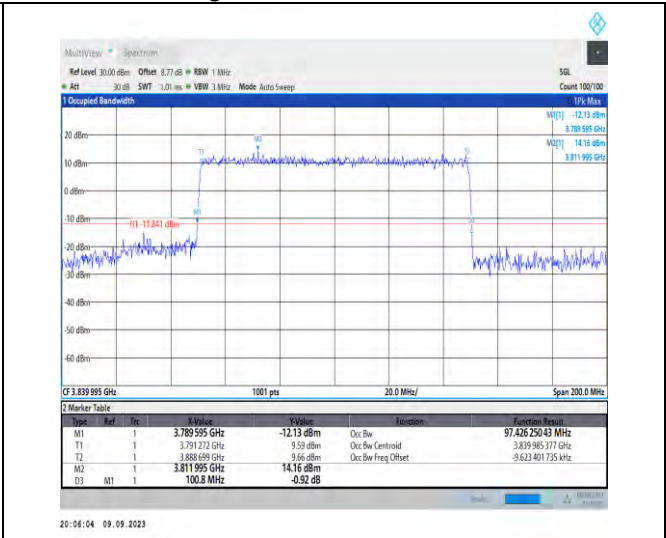 MultiView Spectrum
Ref Level 30.00 dBm Offset 8.77 dB RBW 1 MHz SGL
Att 30 dB SWT 1.01 ms VBW 3 MHz Mode Auto Sweep Count 100/100
1 Occupied Bandwidth 1Pk Max
M1[1] -12.13 dBm
3.789 595 GHz
M2[1] 14.16 dBm
3.811 995 GHz
20 dBm
M2
T1
10 dBm
0 dBm
-10 dBm
M1
H1 -11.841 dBm
-20 dBm
-30 dBm
-40 dBm
-50 dBm
-60 dBm
CF 3.839 995 GHz 1001 pts 20.0 MHz/ Span 200.0 MHz
2 Marker Table
Type Ref Trc X-Value Y-Value Function Function Result
M1 1 3.789 595 GHz -12.13 dBm Occ Bw 97.426 250 43 MHz
T1 1 3.791 272 GHz 9.59 dBm Occ Bw Centroid 3.839 985 377 GHz
T2 1 3.888 699 GHz 9.66 dBm Occ Bw Freq Offset -9.623 401 735 kHz
M2 1 3.811 995 GHz 14.16 dBm
D3 M1 1 100.8 MHz -0.92 dB
20:06:04 09.09.2023